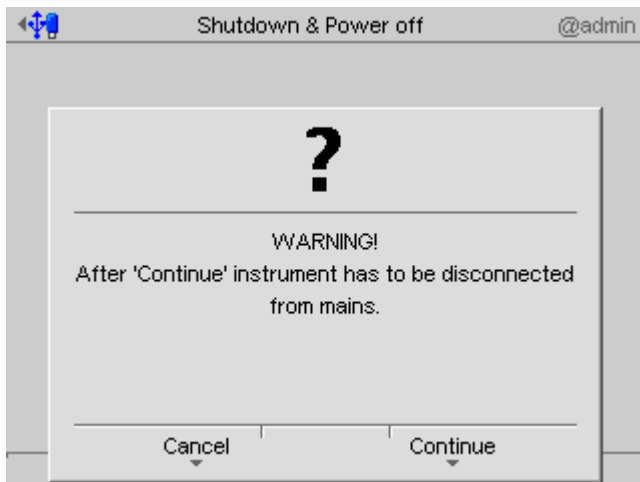 Shutdown & Power off @admin
?
WARNING!
After 'Continue' instrument has to be disconnected
from mains.
Cancel Continue